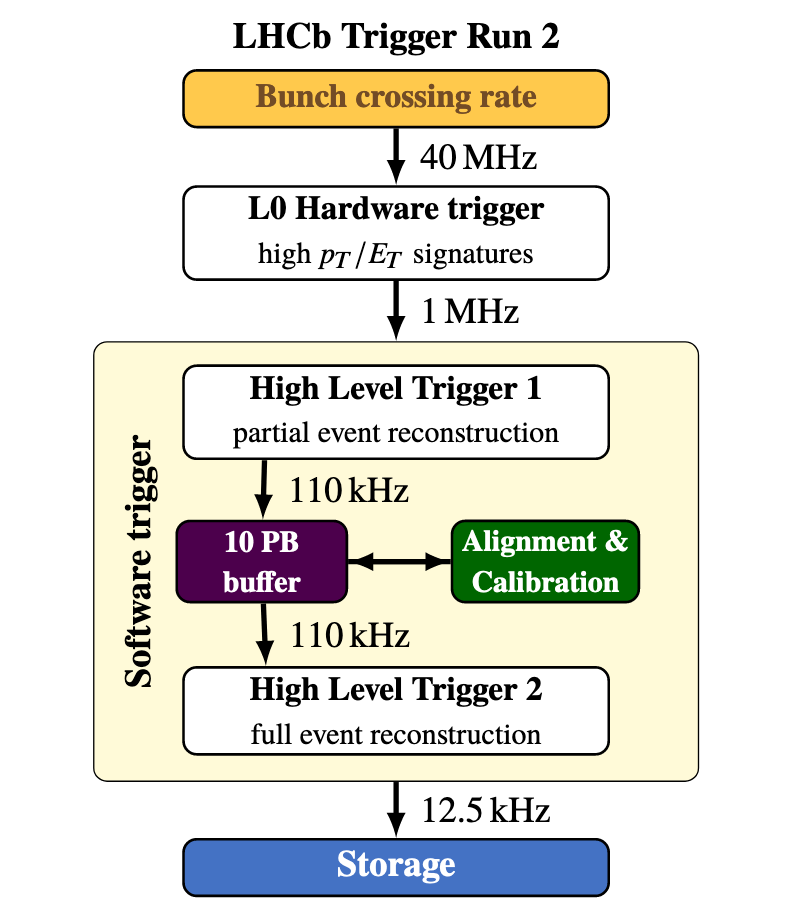 LHCb Trigger Run 2
Bunch crossing rate
40 MHz
L0 Hardware trigger
high p_T/E_T signatures
1 MHz
Software trigger
High Level Trigger 1
partial event reconstruction
110 kHz
10 PB
buffer
Alignment &
Calibration
110 kHz
High Level Trigger 2
full event reconstruction
12.5 kHz
Storage